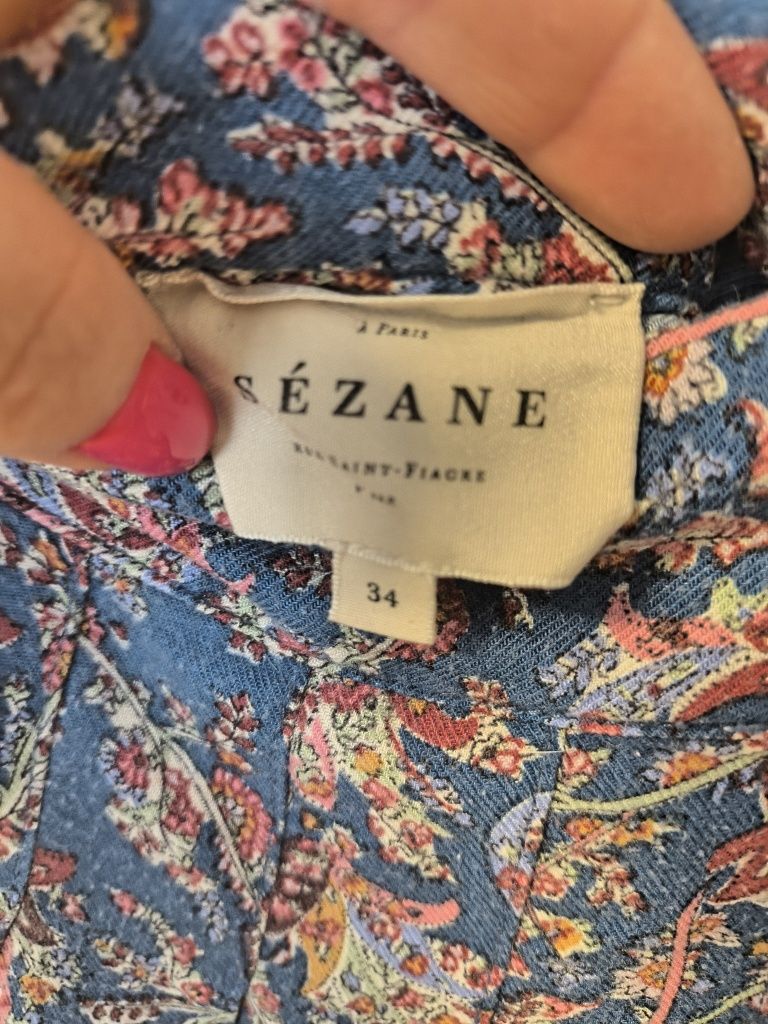 À PARIS
SÉZANE
SAINT-FIACRE
34